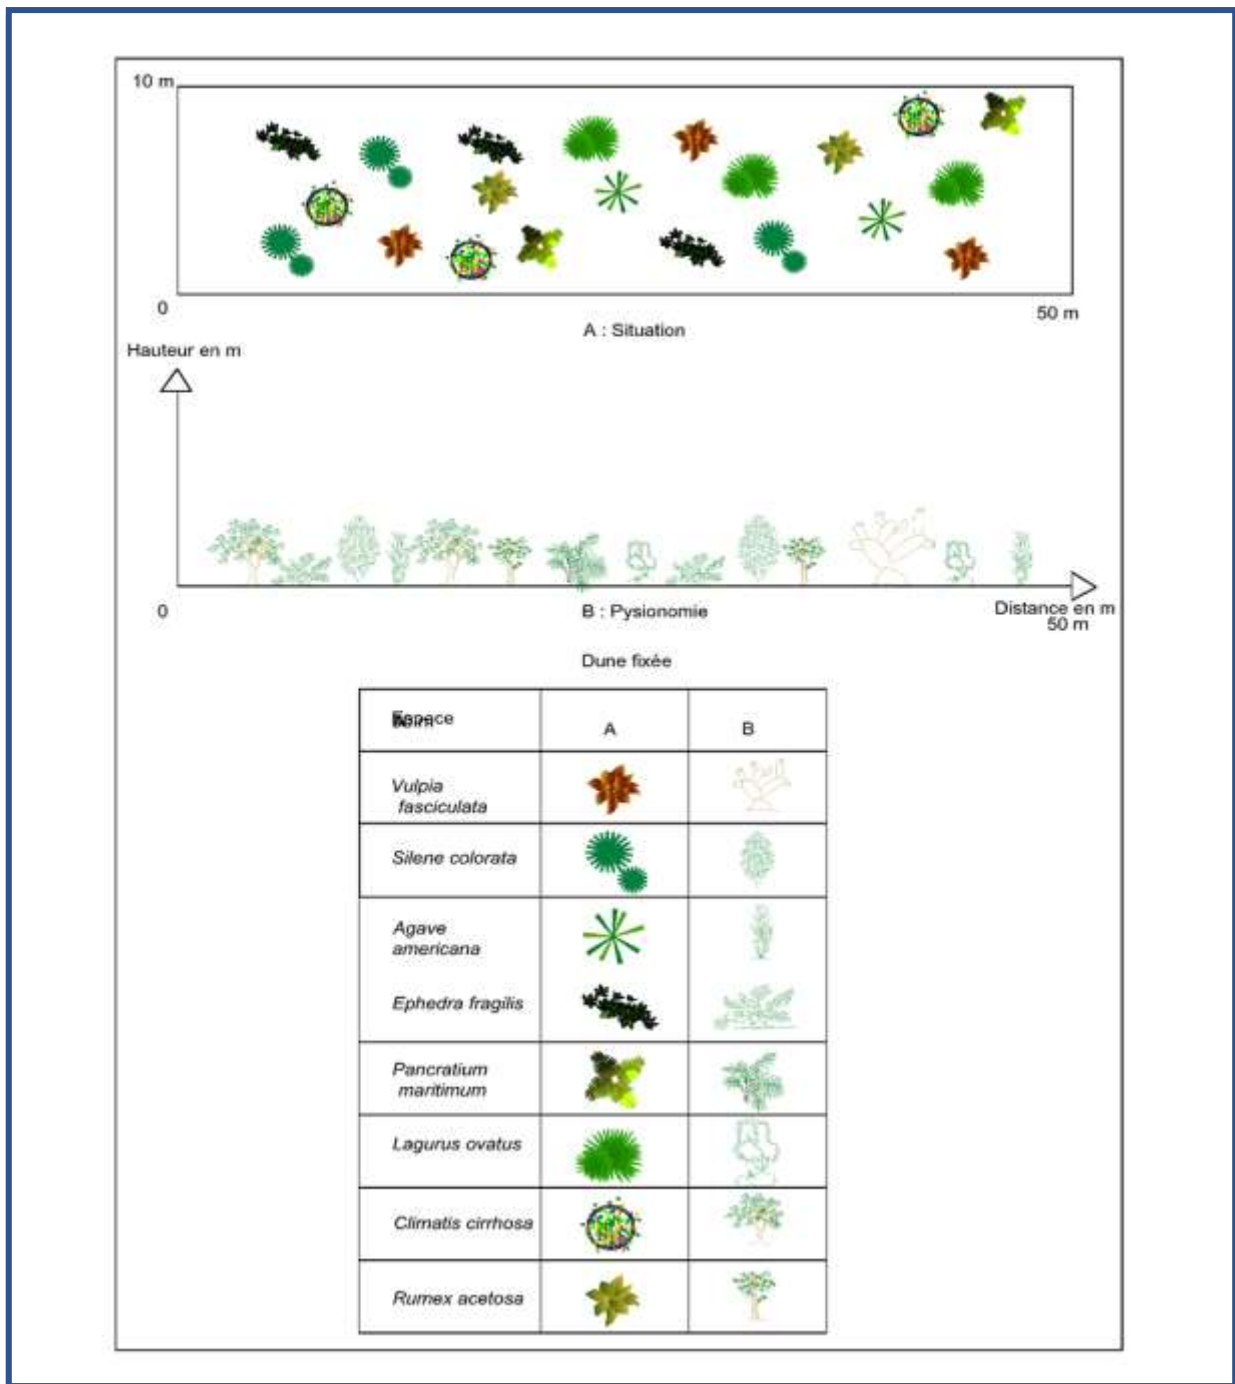 10 m
0
50 m
A : Situation
Hauteur en m
0
B : Pysionomie
Distance en m
50 m
Dune fixée
A
B
Vulpia
fasciculata
Silene colorata
Agave
americana
Ephedra fragilis
Pancratium
maritimum
Lagurus ovatus
Climatis cirrhosa
Rumex acetosa